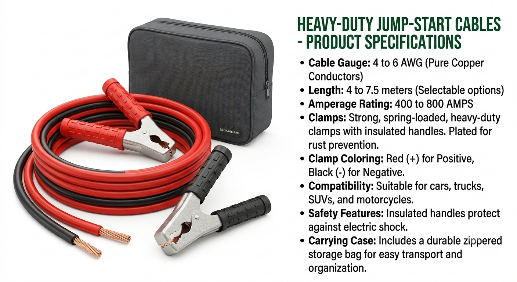 HEAVY-DUTY JUMP-START CABLES
- PRODUCT SPECIFICATIONS
• Cable Gauge: 4 to 6 AWG (Pure Copper
Conductors)
• Length: 4 to 7.5 meters (Selectable options)
• Amperage Rating: 400 to 800 AMPS
• Clamps: Strong, spring-loaded, heavy-duty
clamps with insulated handles. Plated for
rust prevention.
• Clamp Coloring: Red (+) for Positive,
Black (-) for Negative.
• Compatibility: Suitable for cars, trucks,
SUVs, and motorcycles.
• Safety Features: Insulated handles protect
against electric shock.
• Carrying Case: Includes a durable zippered
storage bag for easy transport and
organization.